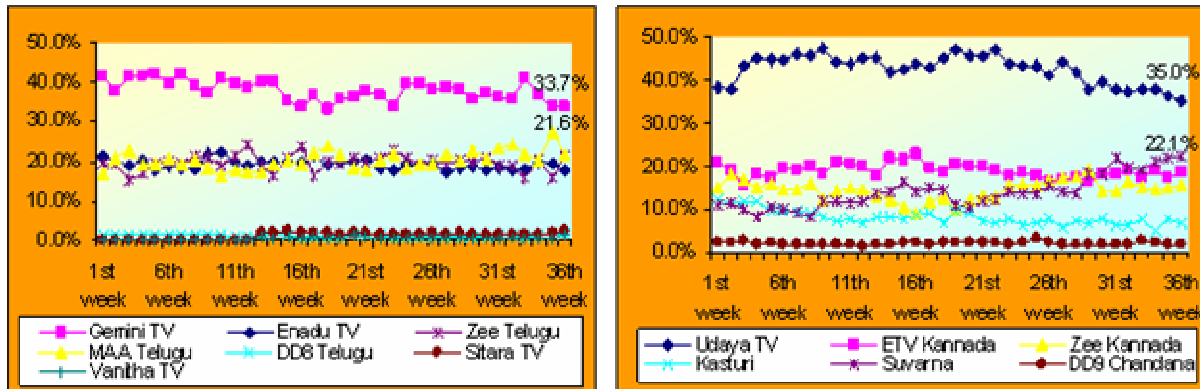 50.0%
40.0%
30.0%
20.0%
10.0%
0.0%
33.7%
21.6%
1st week 6th week 11th week 16th week 21st week 26th week 31st week 36th week
Gemini TV Enadu TV Zee Telugu
MAA Telugu DD8 Telugu Sitara TV
Vanitha TV
50.0%
40.0%
30.0%
20.0%
10.0%
0.0%
35.0%
22.1%
1st week 6th week 11th week 16th week 21st week 26th week 31st week 36th week
Udaya TV ETV Kannada Zee Kannada
Kasturi Suvarna DD9 Chandana